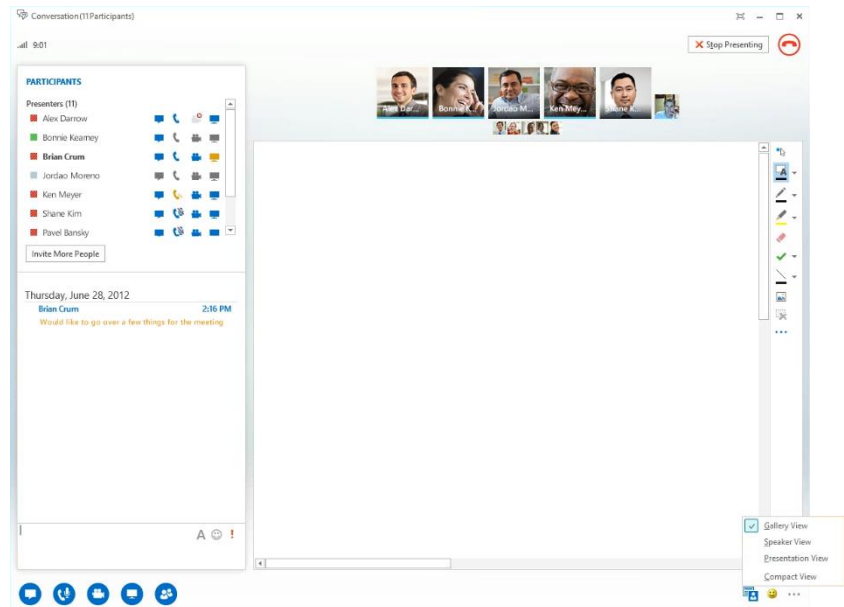 Conversation (11 Participants)
9:01
Stop Presenting
PARTICIPANTS
Presenters (11)
Alex Darrow
Bonnie Kearney
Brian Crum
Jordao Moreno
Ken Meyer
Shane Kim
Pavel Bansky
Invite More People
Alex Dar...
Bonnie K...
Jordao M...
Ken Mey...
Shane K...
Thursday, June 28, 2012
Brian Crum 2:16 PM
Would like to go over a few things for the meeting
A
Gallery View
Speaker View
Presentation View
Compact View